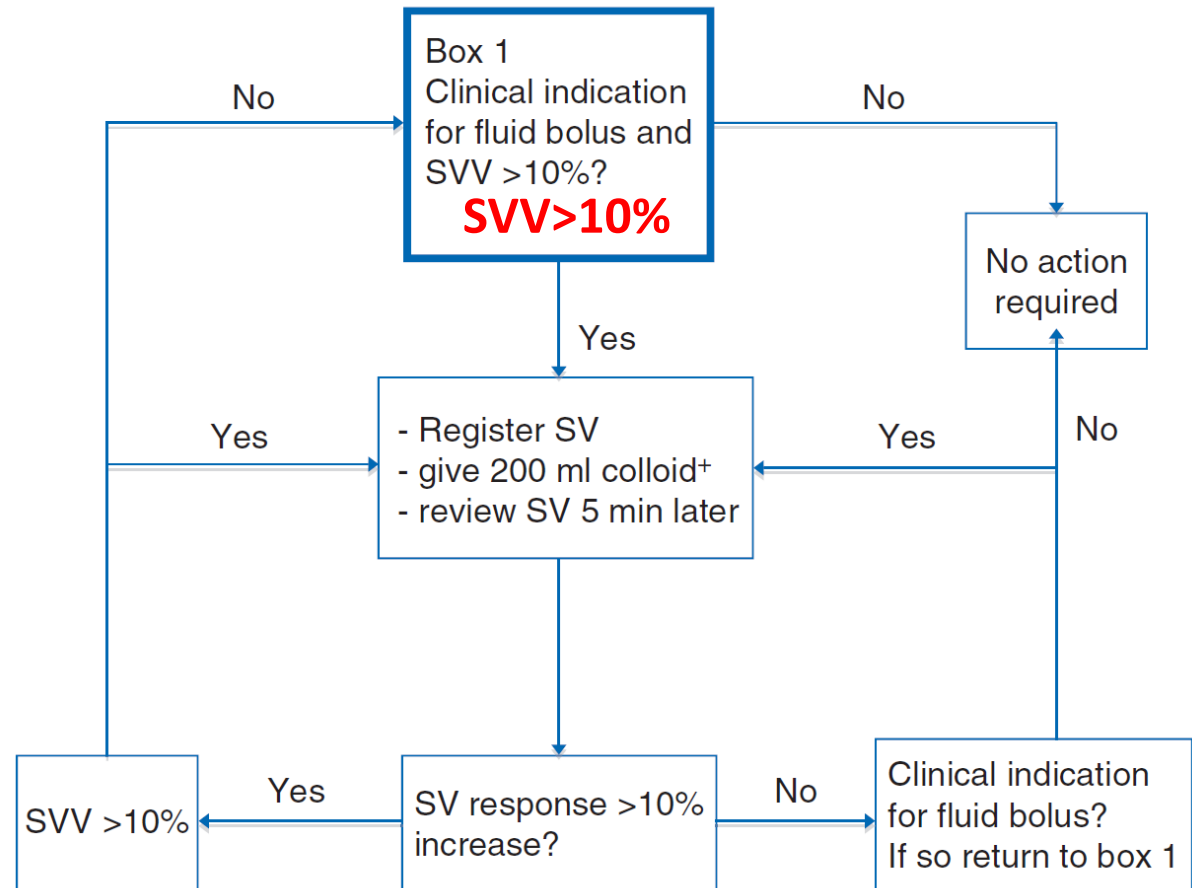 Box 1
Clinical indication
for fluid bolus and
SVV >10%?
SVV>10%
No
No
No action
required
Yes
- Register SV
- give 200 ml colloid⁺
- review SV 5 min later
Yes
Yes
No
SVV >10%
Yes
SV response >10%
increase?
No
Clinical indication
for fluid bolus?
If so return to box 1